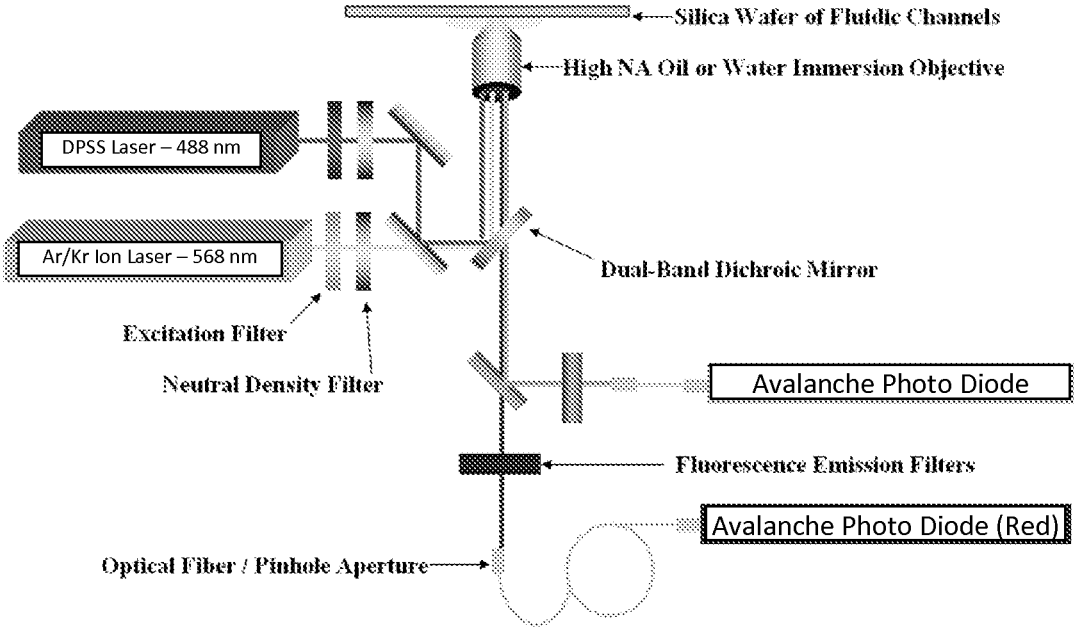 Silica Wafer of Fluidic Channels
High NA Oil or Water Immersion Objective
DPSS Laser – 488 nm
Ar/Kr Ion Laser – 568 nm
Dual-Band Dichroic Mirror
Excitation Filter
Neutral Density Filter
Avalanche Photo Diode
Fluorescence Emission Filters
Avalanche Photo Diode (Red)
Optical Fiber / Pinhole Aperture